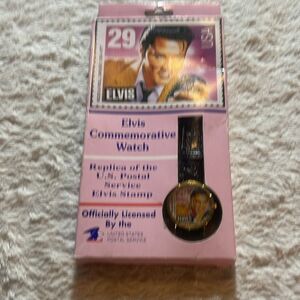 29
USA
ELVIS
Elvis
Commemorative
Watch
Replica of the
U.S. Postal
Service
Elvis Stamp
Officially Licensed
By the
UNITED STATES
POSTAL SERVICE